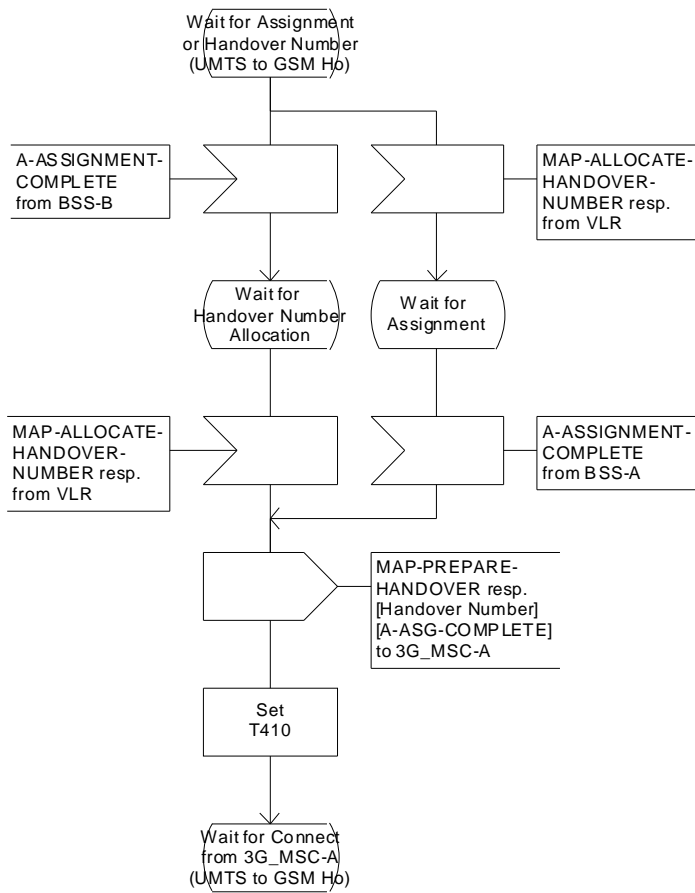 Wait for Assignment
or Handover Number
(UMTS to GSM Ho)
A-ASSIGNMENT-
COMPLETE
from BSS-B
MAP-ALLOCATE-
HANDOVER-
NUMBER resp.
from VLR
Wait for
Handover Number
Allocation
Wait for
Assignment
MAP-ALLOCATE-
HANDOVER-
NUMBER resp.
from VLR
A-ASSIGNMENT-
COMPLETE
from BSS-A
MAP-PREPARE-
HANDOVER resp.
[Handover Number]
[A-ASG-COMPLETE]
to 3G_MSC-A
Set
T410
Wait for Connect
from 3G_MSC-A
(UMTS to GSM Ho)